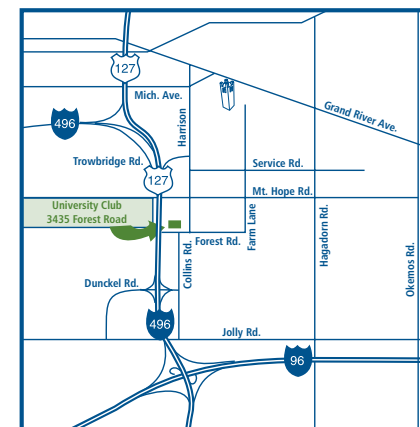 127
Mich. Ave.
Grand River Ave.
496
Harrison
Trowbridge Rd.
Service Rd.
127
Mt. Hope Rd.
University Club
3435 Forest Road
Farm Lane
Hagadorn Rd.
Forest Rd.
Collins Rd.
Okemos Rd.
Dunckel Rd.
496
Jolly Rd.
96